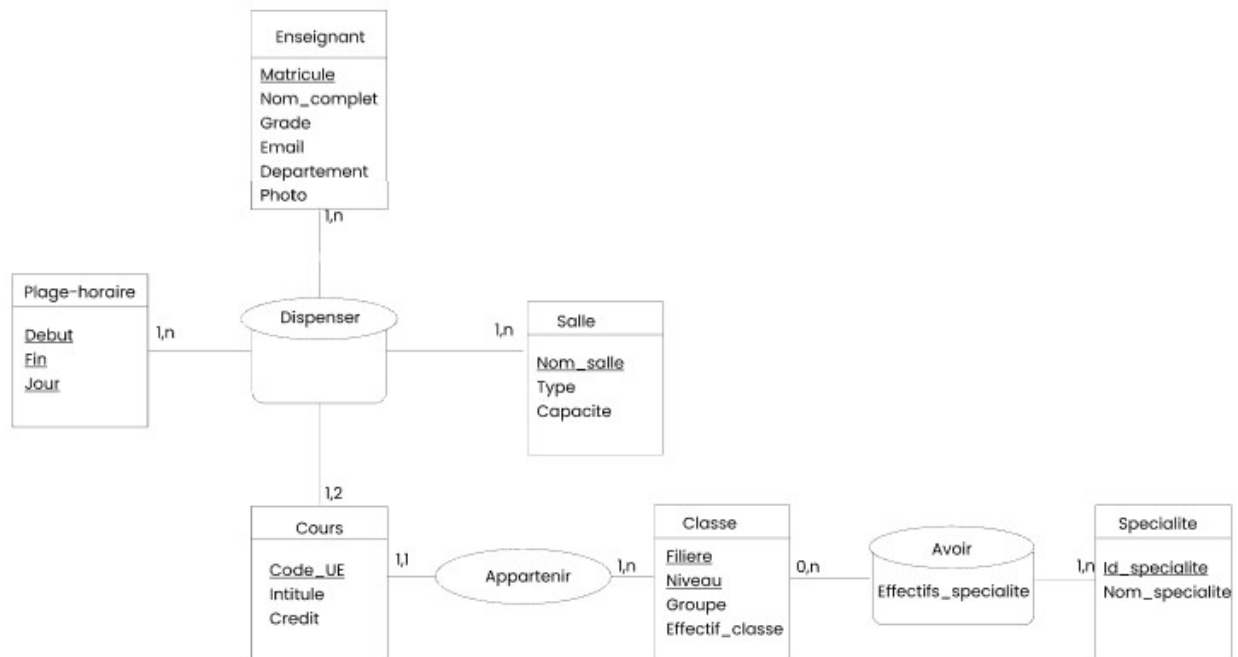 Enseignant
Matricule
Nom_complet
Grade
Email
Departement
Photo
1,n
Plage-horaire
Debut
Fin
Jour
1,n
Dispenser
1,n
Salle
Nom_salle
Type
Capacite
1,2
Cours
Code_UE
Intitule
Credit
1,1
Appartenir
1,n
Classe
Filiere
Niveau
Groupe
Effectif_classe
0,n
Avoir
Effectifs_specialite
1,n
Specialite
Id_specialite
Nom_specialite